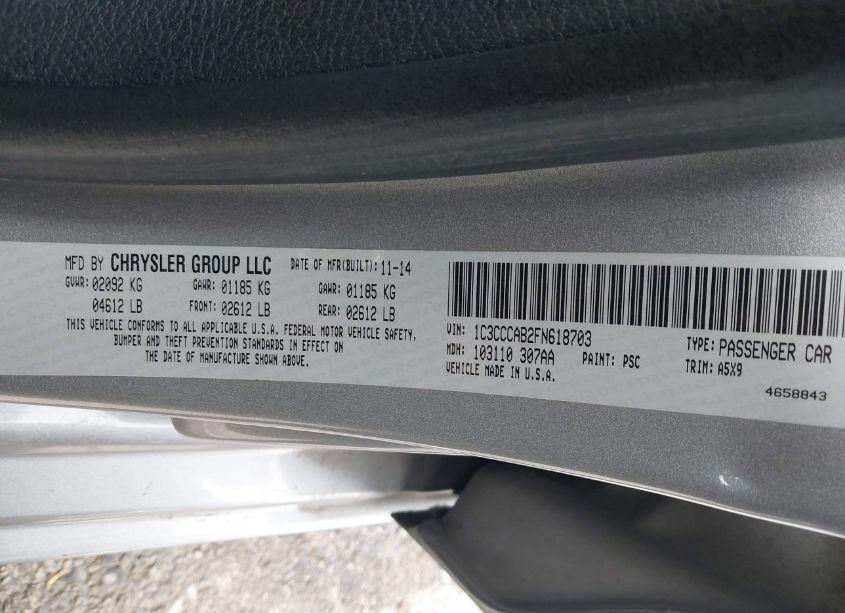 MFD BY CHRYSLER GROUP LLC DATE OF MFR(BUILT): 11-14
GVWR: 02092 KG GAWR: 01185 KG GAWR: 01185 KG
04612 LB FRONT: 02612 LB REAR: 02612 LB
THIS VEHICLE CONFORMS TO ALL APPLICABLE U.S.A. FEDERAL MOTOR VEHICLE SAFETY,
BUMPER AND THEFT PREVENTION STANDARDS IN EFFECT ON
THE DATE OF MANUFACTURE SHOWN ABOVE.
VIN: 1C3CCCAB2FN618703 TYPE: PASSENGER CAR
MDH: 103110 307AA PAINT: PSC TRIM: A5X9
VEHICLE MADE IN U.S.A.
4658843